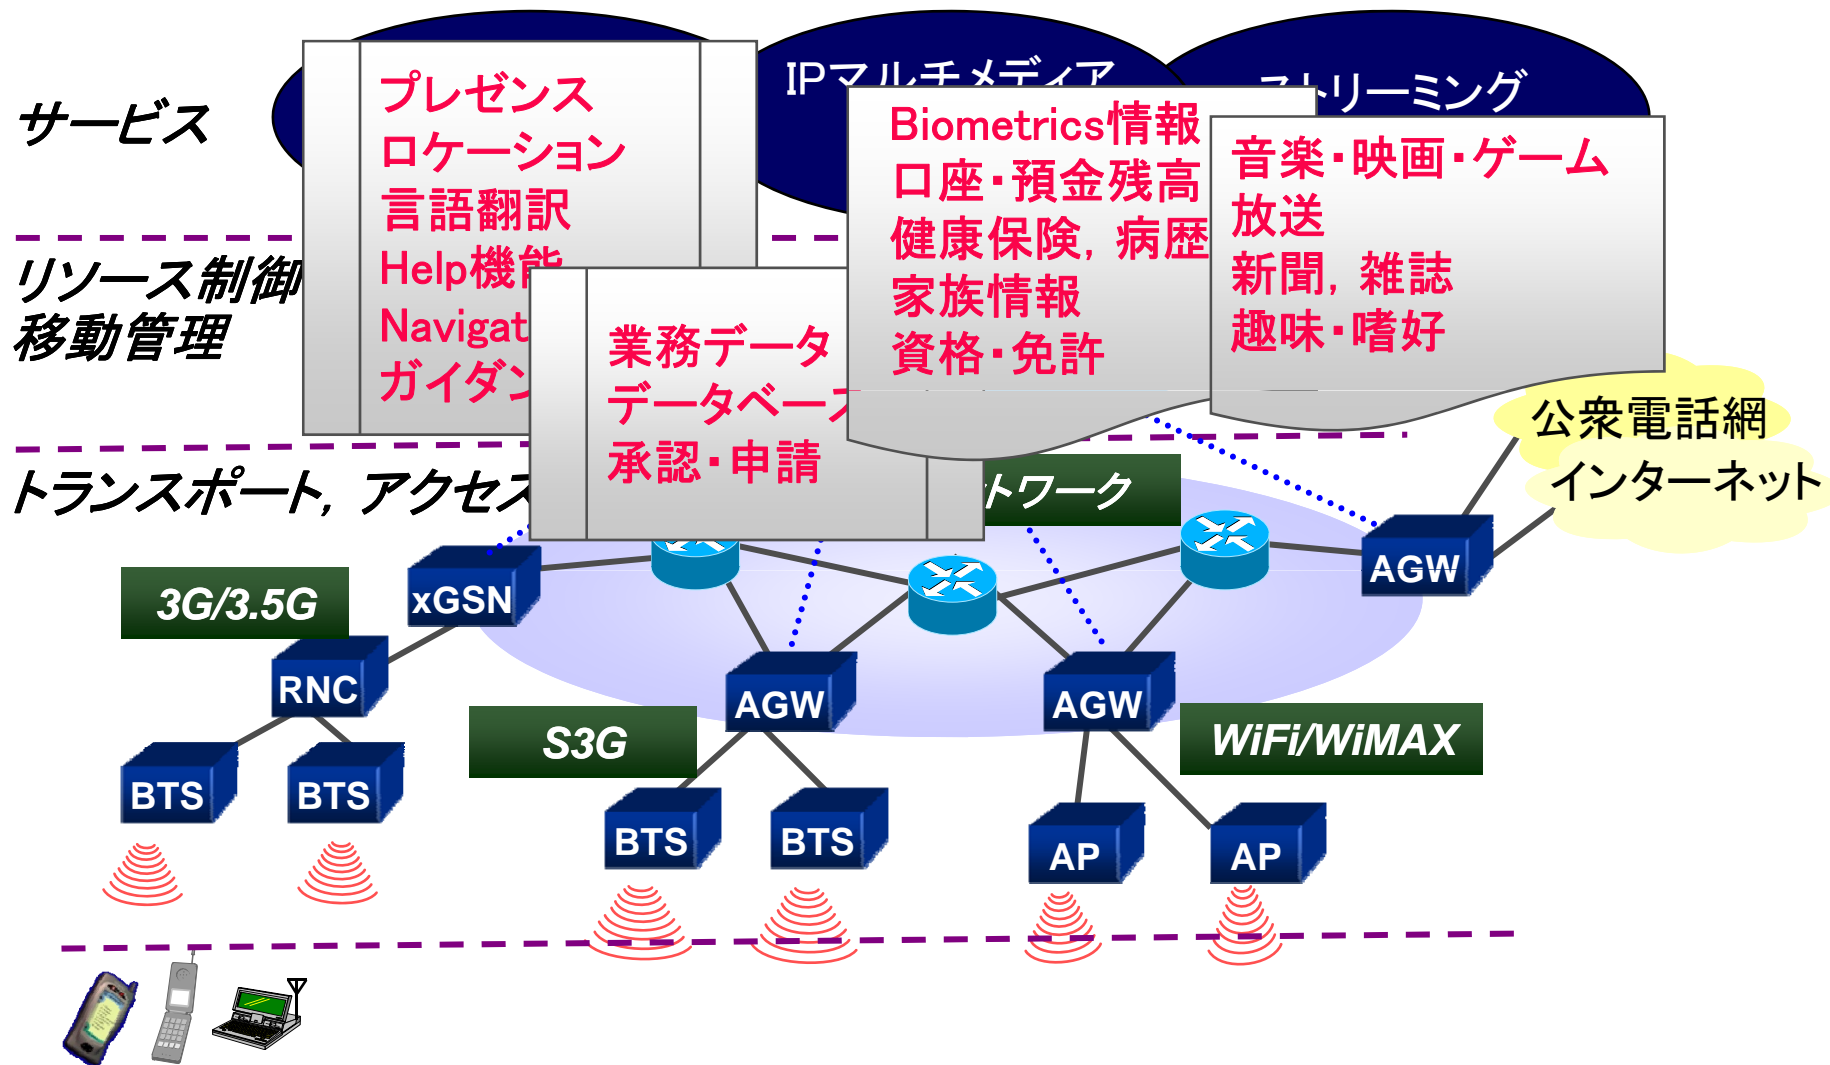 サービス
IPマルチメディア
ストリーミング
プレゼンス
ロケーション
言語翻訳
Help機能
Navigat
ガイダン
Biometrics情報
口座・預金残高
健康保険，病歴
家族情報
資格・免許
音楽・映画・ゲーム
放送
新聞，雑誌
趣味・嗜好
リソース制御
移動管理
業務データ
データベース
承認・申請
公衆電話網
インターネット
トランスポート，アクセス
トワーク
3G/3.5G
xGSN
AGW
RNC
S3G
AGW
AGW
WiFi/WiMAX
BTS
BTS
BTS
BTS
AP
AP